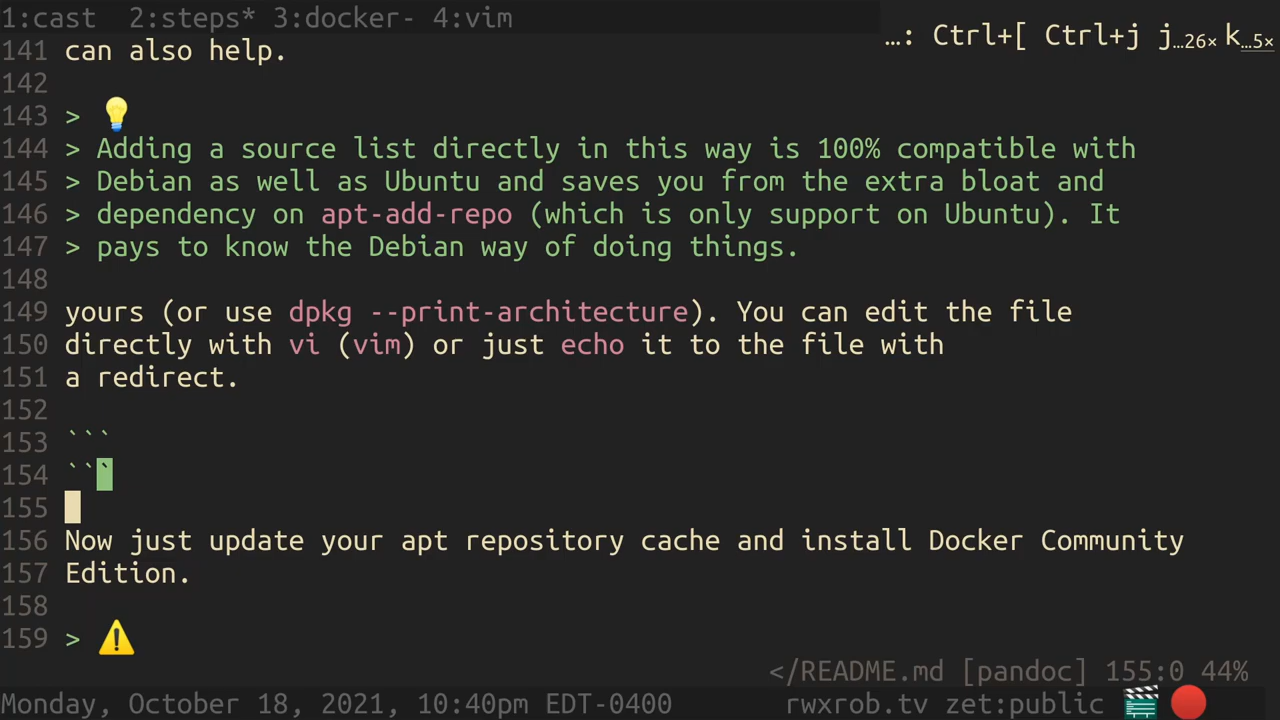 1:cast  2:steps* 3:docker- 4:vim
…: Ctrl+[ Ctrl+j j…26× k…5×
141 can also help.
142
143 > 💡
144 > Adding a source list directly in this way is 100% compatible with
145 > Debian as well as Ubuntu and saves you from the extra bloat and
146 > dependency on apt-add-repo (which is only support on Ubuntu). It
147 > pays to know the Debian way of doing things.
148
149 yours (or use dpkg --print-architecture). You can edit the file
150 directly with vi (vim) or just echo it to the file with
151 a redirect.
152
153 ```
154 ```
155
156 Now just update your apt repository cache and install Docker Community
157 Edition.
158
159 > ⚠️
</README.md [pandoc] 155:0 44%
Monday, October 18, 2021, 10:40pm EDT-0400 rwxrob.tv zet:public 🎬 🔴